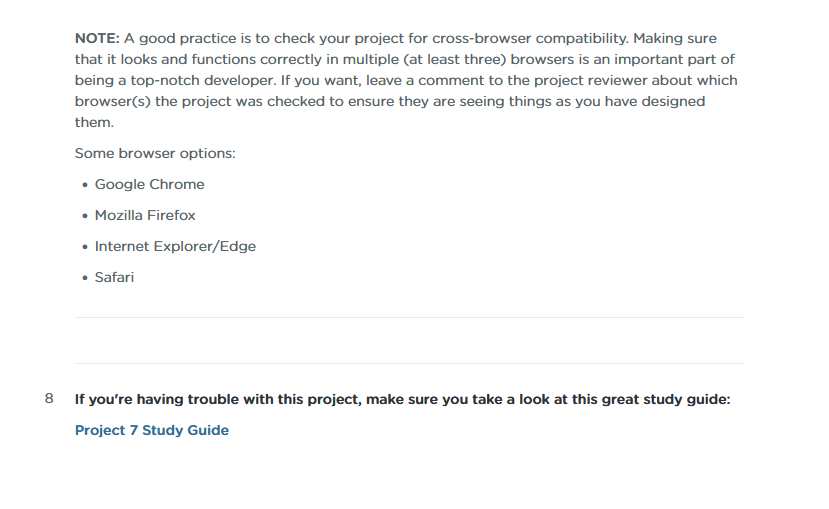 NOTE: A good practice is to check your project for cross-browser compatibility. Making sure
that it looks and functions correctly in multiple (at least three) browsers is an important part of
being a top-notch developer. If you want, leave a comment to the project reviewer about which
browser(s) the project was checked to ensure they are seeing things as you have designed
them.
Some browser options:
• Google Chrome
• Mozilla Firefox
• Internet Explorer/Edge
• Safari
8 If you're having trouble with this project, make sure you take a look at this great study guide:
Project 7 Study Guide